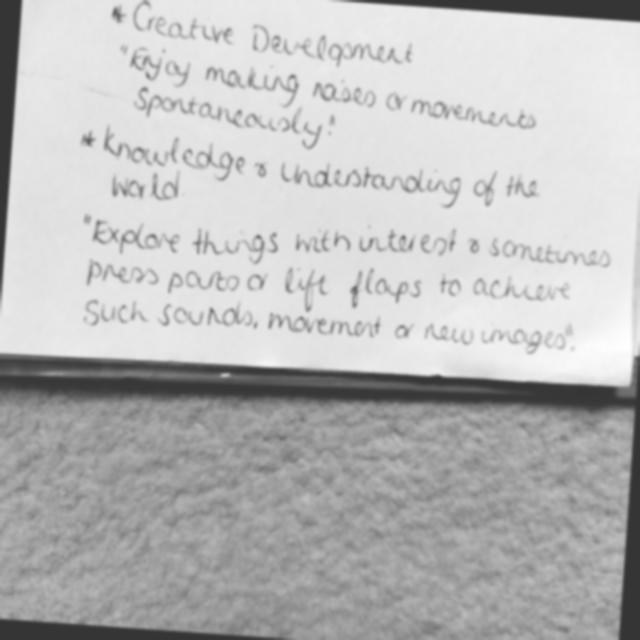 * Creative Development
"Enjoy making noises or movements
Spontaneously."
* Knowledge & Understanding of the
World
"Explore things with interest & sometimes
press parts or lift flaps to achieve
such sounds, movement or new images".